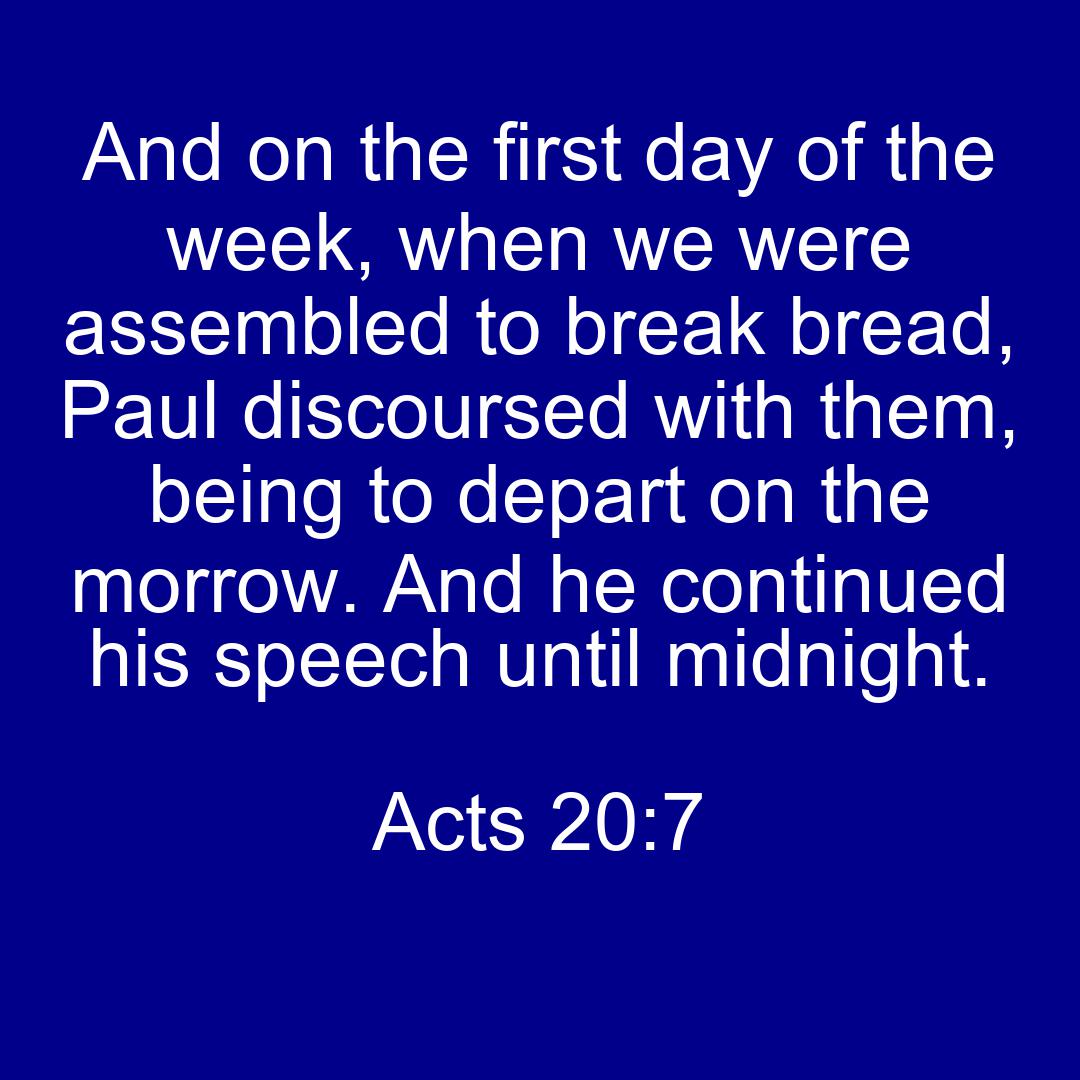 And on the first day of the
week, when we were
assembled to break bread,
Paul discoursed with them,
being to depart on the
morrow. And he continued
his speech until midnight.
Acts 20:7